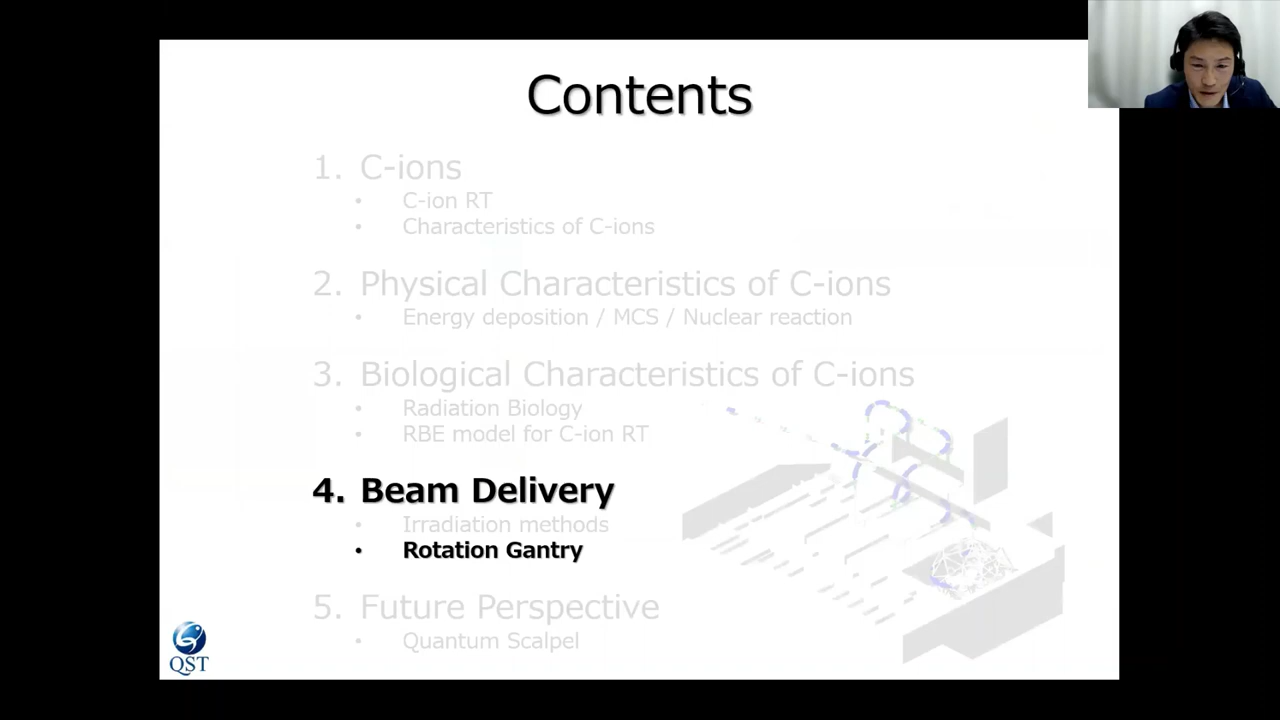 Contents
1. C-ions
• C-ion RT
• Characteristics of C-ions
2. Physical Characteristics of C-ions
• Energy deposition / MCS / Nuclear reaction
3. Biological Characteristics of C-ions
• Radiation Biology
• RBE model for C-ion RT
4. Beam Delivery
• Irradiation methods
• Rotation Gantry
5. Future Perspective
• Quantum Scalpel
QST